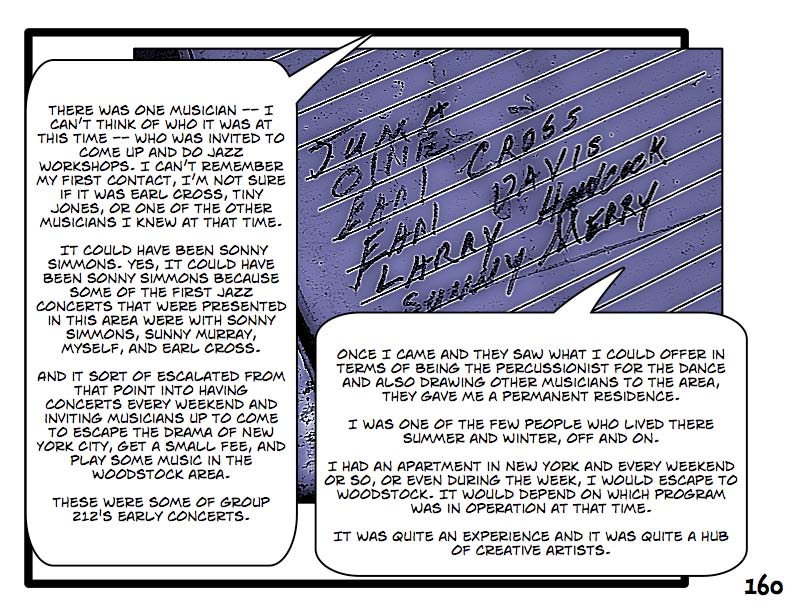 THERE WAS ONE MUSICIAN -- I
CAN'T THINK OF WHO IT WAS AT
THIS TIME -- WHO WAS INVITED TO
COME UP AND DO JAZZ
WORKSHOPS. I CAN'T REMEMBER
MY FIRST CONTACT, I'M NOT SURE
IF IT WAS EARL CROSS, TINY
JONES, OR ONE OF THE OTHER
MUSICIANS I KNEW AT THAT TIME.
IT COULD HAVE BEEN SONNY
SIMMONS. YES, IT COULD HAVE
BEEN SONNY SIMMONS BECAUSE
SOME OF THE FIRST JAZZ
CONCERTS THAT WERE PRESENTED
IN THIS AREA WERE WITH SONNY
SIMMONS, SUNNY MURRAY,
MYSELF, AND EARL CROSS.
AND IT SORT OF ESCALATED FROM
THAT POINT INTO HAVING
CONCERTS EVERY WEEKEND AND
INVITING MUSICIANS UP TO COME
TO ESCAPE THE DRAMA OF NEW
YORK CITY, GET A SMALL FEE, AND
PLAY SOME MUSIC IN THE
WOODSTOCK AREA.
THESE WERE SOME OF GROUP
212'S EARLY CONCERTS.
JUMA
EARL CROSS
EARL DAVIS
LARRY HANCOCK
SUNNY MERRY
ONCE I CAME AND THEY SAW WHAT I COULD OFFER IN
TERMS OF BEING THE PERCUSSIONIST FOR THE DANCE
AND ALSO DRAWING OTHER MUSICIANS TO THE AREA,
THEY GAVE ME A PERMANENT RESIDENCE.
I WAS ONE OF THE FEW PEOPLE WHO LIVED THERE
SUMMER AND WINTER, OFF AND ON.
I HAD AN APARTMENT IN NEW YORK AND EVERY WEEKEND
OR SO, OR EVEN DURING THE WEEK, I WOULD ESCAPE TO
WOODSTOCK. IT WOULD DEPEND ON WHICH PROGRAM
WAS IN OPERATION AT THAT TIME.
IT WAS QUITE AN EXPERIENCE AND IT WAS QUITE A HUB
OF CREATIVE ARTISTS.
160